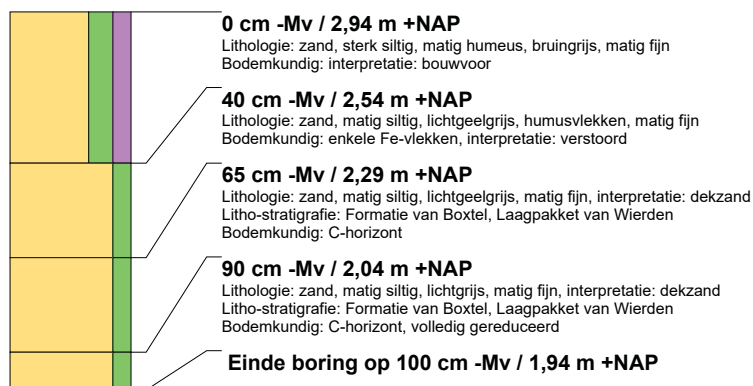 0 cm -Mv / 2,94 m +NAP
Lithologie: zand, sterk siltig, matig humeus, bruingrijs, matig fijn
Bodemkundig: interpretatie: bouwvoor
40 cm -Mv / 2,54 m +NAP
Lithologie: zand, matig siltig, lichtgeelgrijs, humusvlekken, matig fijn
Bodemkundig: enkele Fe-vlekken, interpretatie: verstoord
65 cm -Mv / 2,29 m +NAP
Lithologie: zand, matig siltig, lichtgeelgrijs, matig fijn, interpretatie: dekzand
Litho-stratigrafie: Formatie van Boxtel, Laagpakket van Wierden
Bodemkundig: C-horizont
90 cm -Mv / 2,04 m +NAP
Lithologie: zand, matig siltig, lichtgrijs, matig fijn, interpretatie: dekzand
Litho-stratigrafie: Formatie van Boxtel, Laagpakket van Wierden
Bodemkundig: C-horizont, volledig gereduceerd
Einde boring op 100 cm -Mv / 1,94 m +NAP